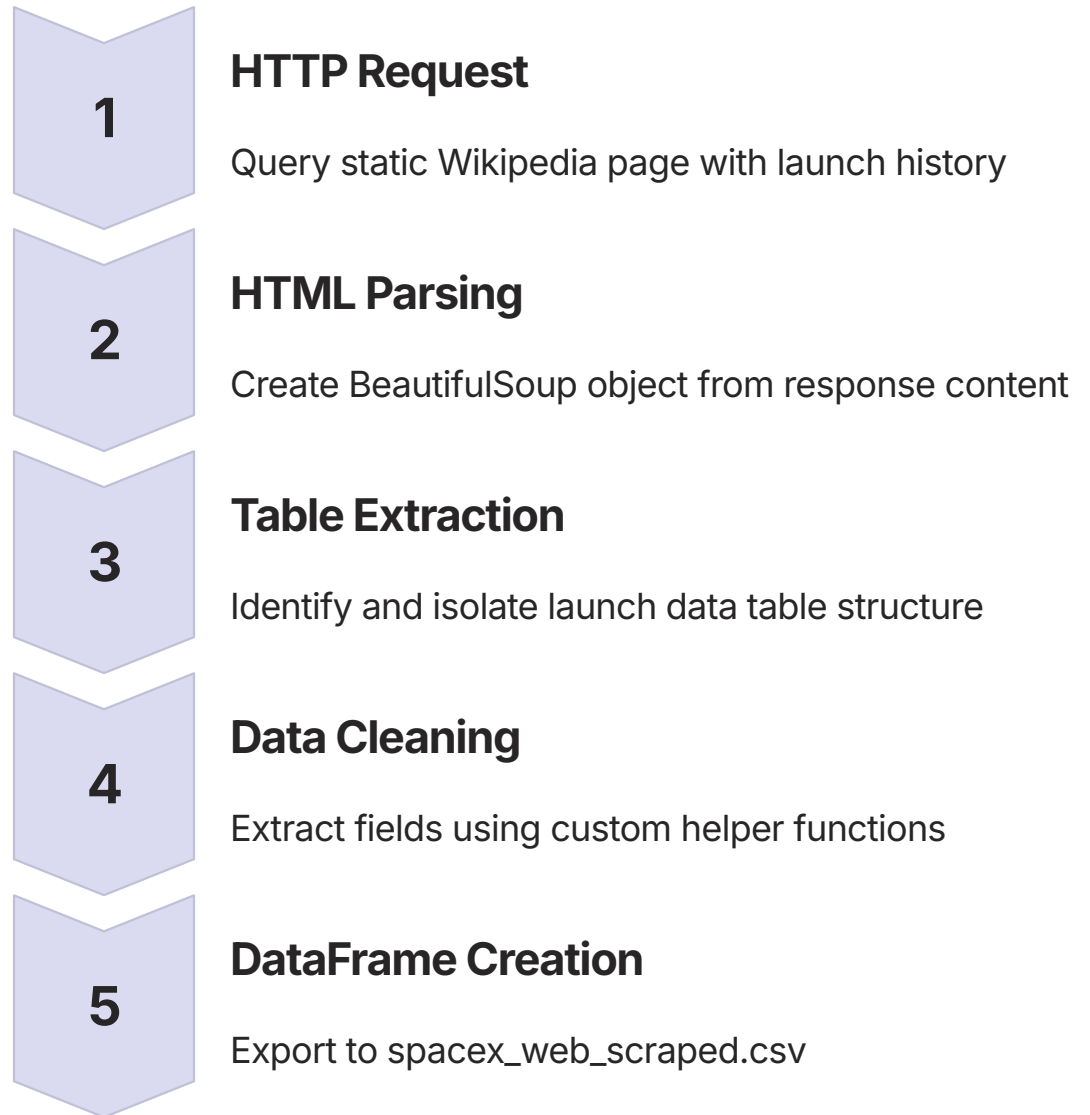 1
HTTP Request
Query static Wikipedia page with launch history
2
HTML Parsing
Create BeautifulSoup object from response content
3
Table Extraction
Identify and isolate launch data table structure
4
Data Cleaning
Extract fields using custom helper functions
5
DataFrame Creation
Export to spacex_web_scraped.csv